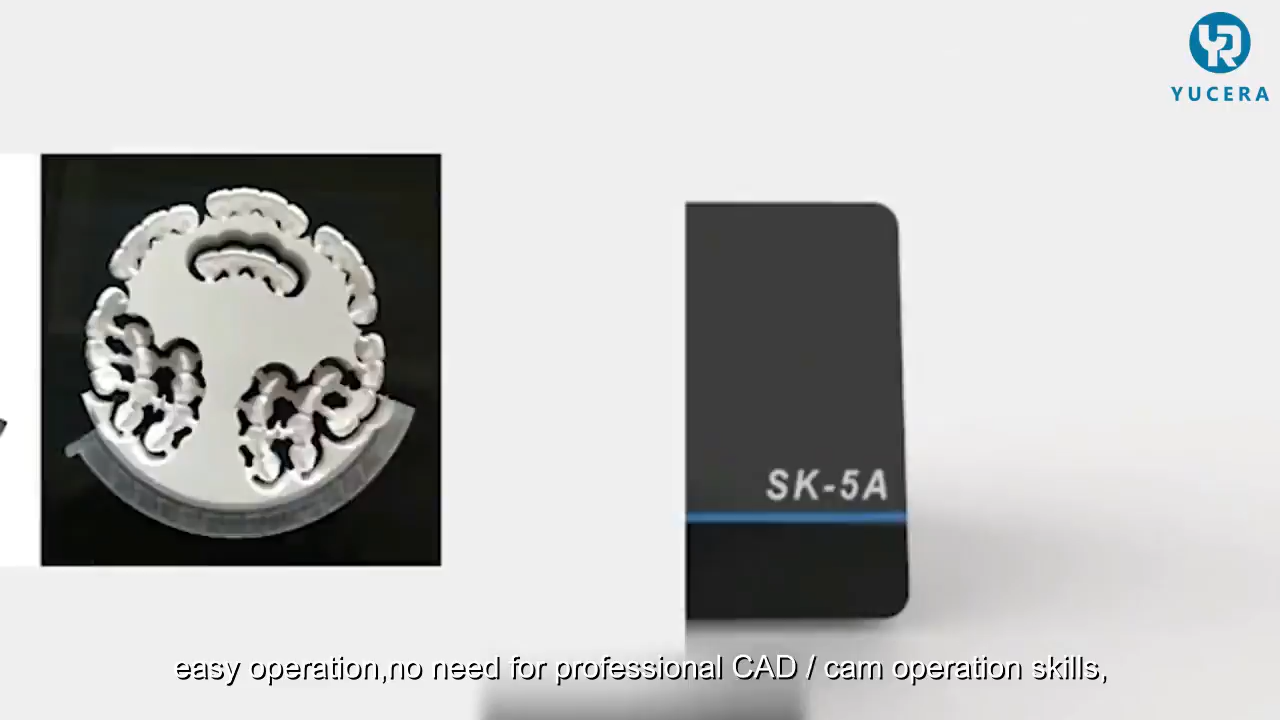 YUCERA
SK-5A
easy operation,no need for professional CAD / cam operation skills,